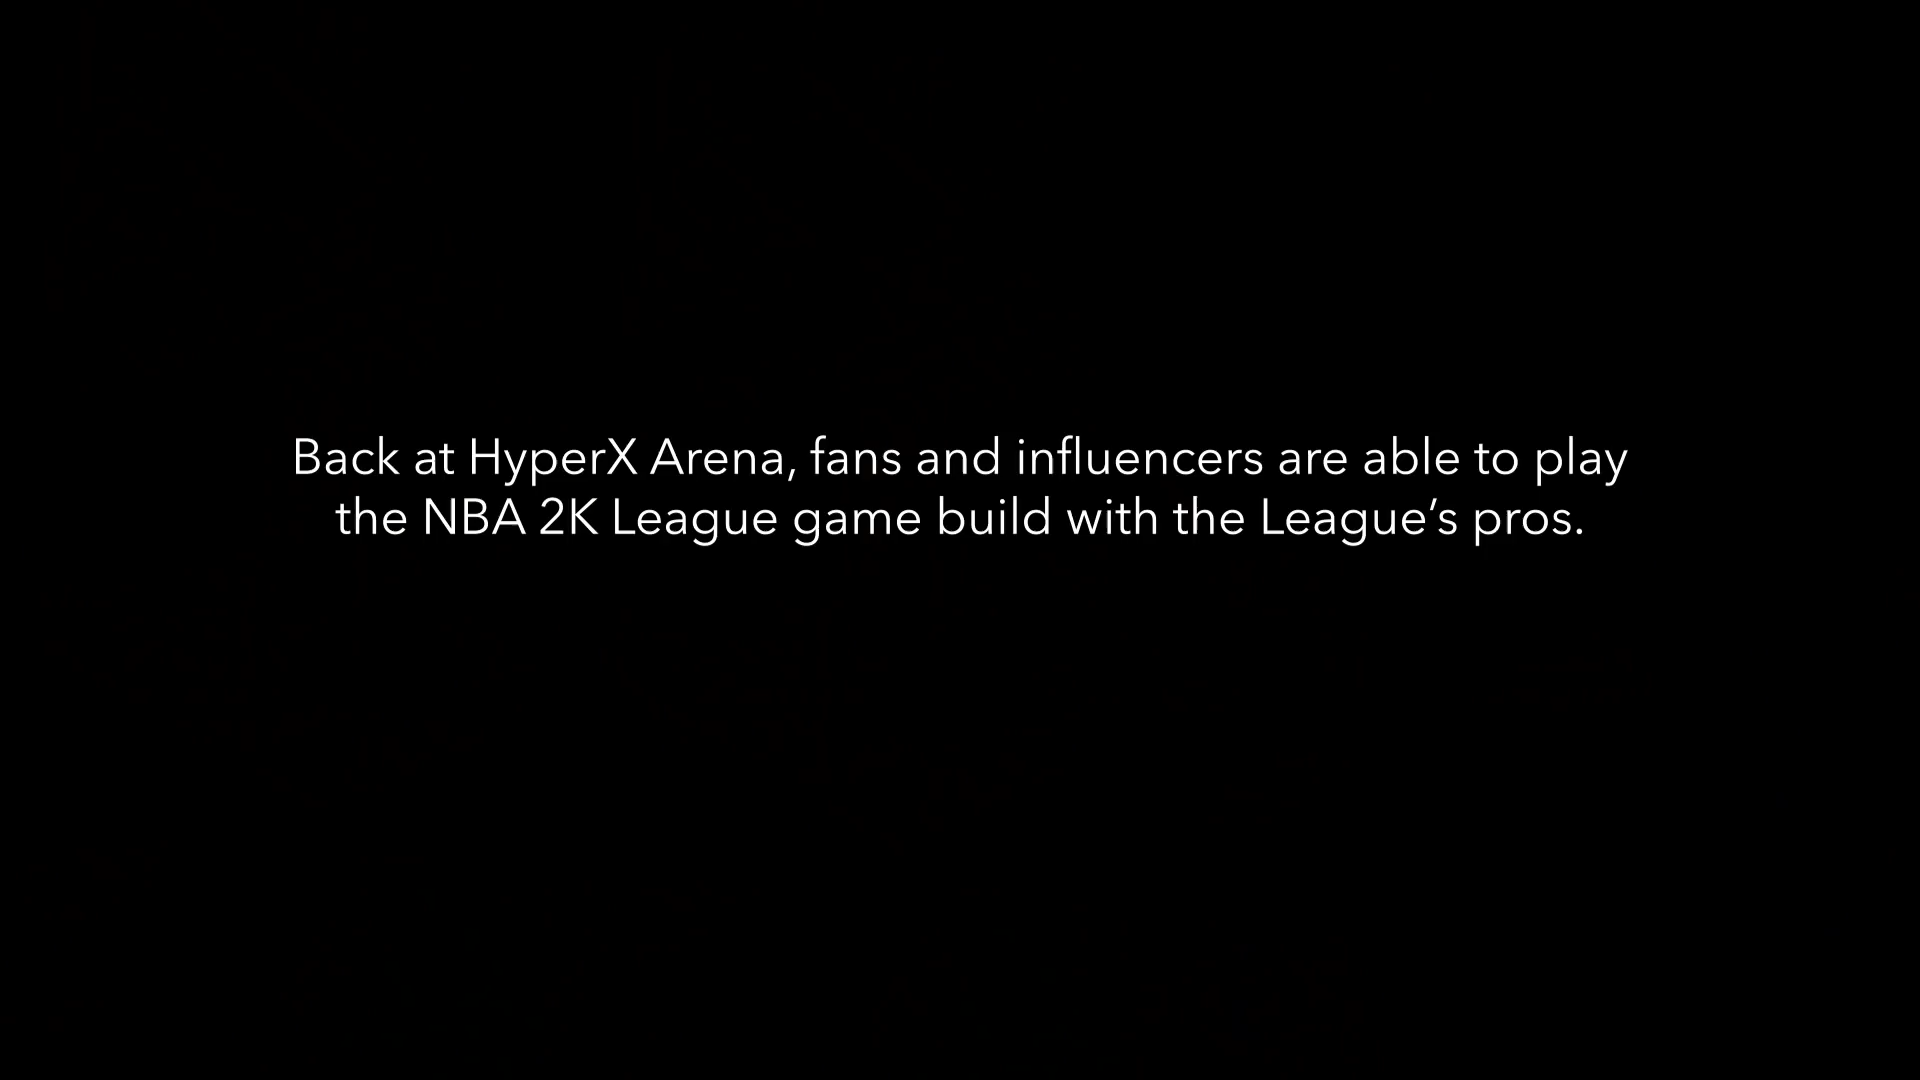 Back at HyperX Arena, fans and influencers are able to play
the NBA 2K League game build with the League’s pros.